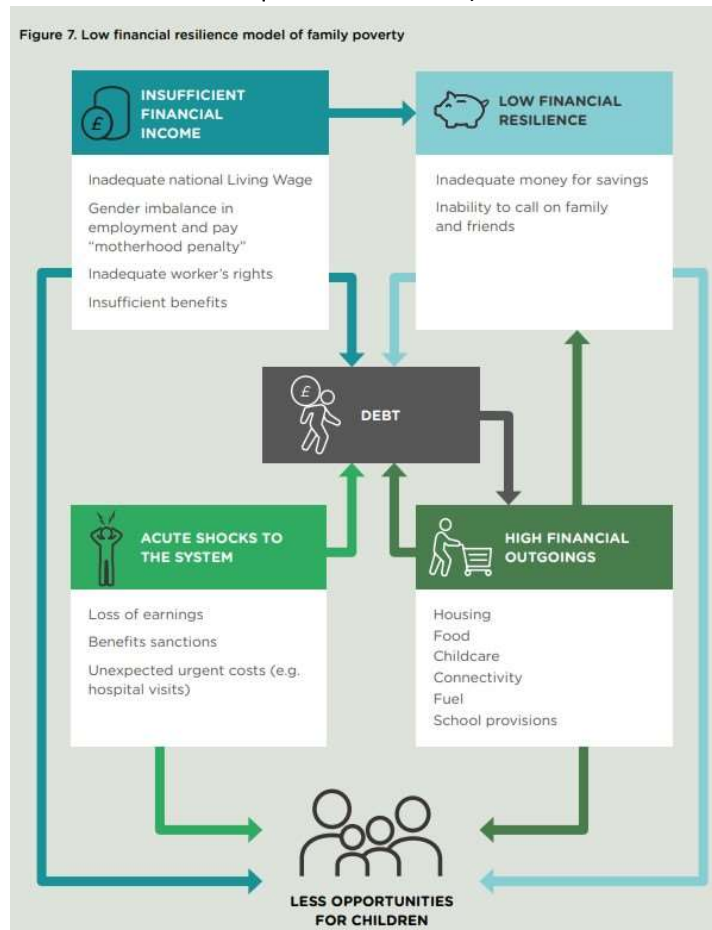 Figure 7. Low financial resilience model of family poverty
INSUFFICIENT
FINANCIAL
INCOME
£
Inadequate national Living Wage
Gender imbalance in
employment and pay
"motherhood penalty"
Inadequate worker's rights
Insufficient benefits
LOW FINANCIAL
RESILIENCE
Inadequate money for savings
Inability to call on family
and friends
£
DEBT
ACUTE SHOCKS TO
THE SYSTEM
Loss of earnings
Benefits sanctions
Unexpected urgent costs (e.g.
hospital visits)
HIGH FINANCIAL
OUTGOINGS
Housing
Food
Childcare
Connectivity
Fuel
School provisions
LESS OPPORTUNITIES
FOR CHILDREN